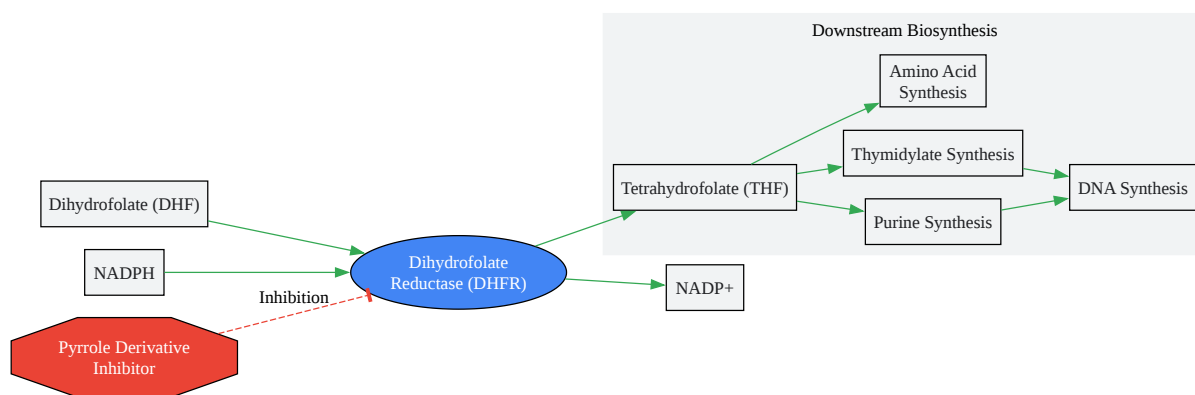 Downstream Biosynthesis
Amino Acid
Synthesis
Thymidylate Synthesis
Tetrahydrofolate (THF)
DNA Synthesis
Purine Synthesis
Dihydrofolate (DHF)
NADPH
Dihydrofolate
Reductase (DHFR)
NADP+
Inhibition
Pyrrole Derivative
Inhibitor